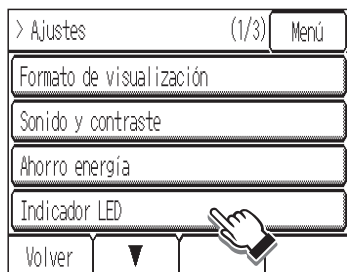 > Ajustes (1/3) Menú
Formato de visualización
Sonido y contraste
Ahorro energía
Indicador LED
Volver ▼